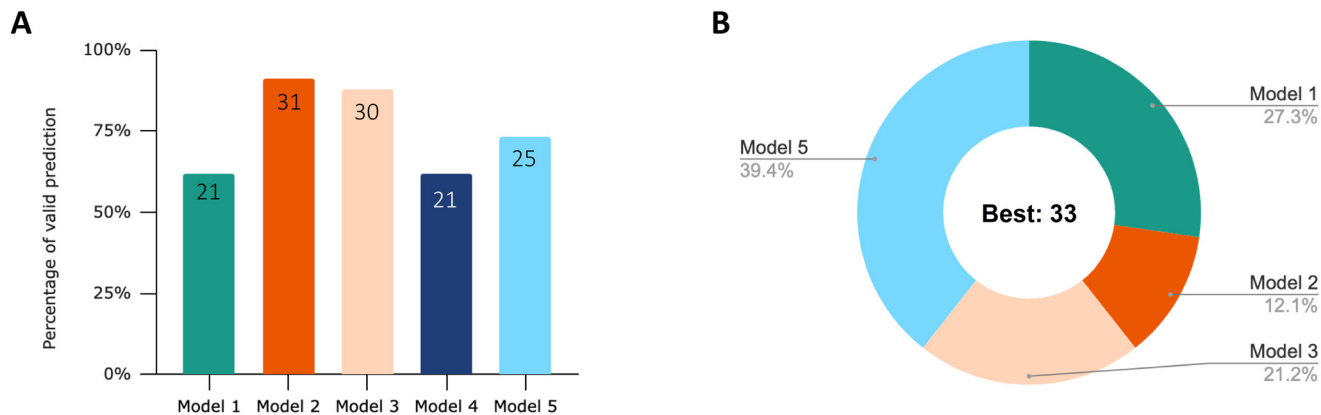 A
Percentage of valid prediction
100%
75%
50%
25%
0%
21
31
30
21
25
Model 1
Model 2
Model 3
Model 4
Model 5
B
Model 1
27.3%
Model 5
39.4%
Best: 33
Model 2
12.1%
Model 3
21.2%